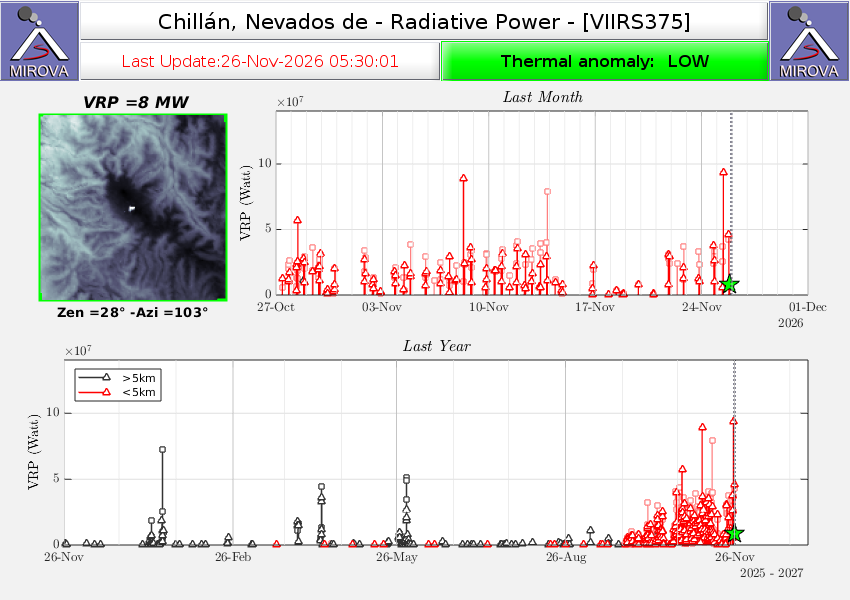 Chillán, Nevados de - Radiative Power - [VIIRS375]
MIROVA
Last Update:26-Nov-2026 05:30:01
Thermal anomaly: LOW
MIROVA
VRP =8 MW
Zen =28° -Azi =103°
Last Month
×10⁷
VRP (Watt)
10
5
0
27-Oct
03-Nov
10-Nov
17-Nov
24-Nov
01-Dec
2026
Last Year
×10⁷
VRP (Watt)
>5km
<5km
10
5
0
26-Nov
26-Feb
26-May
26-Aug
26-Nov
2025 - 2027